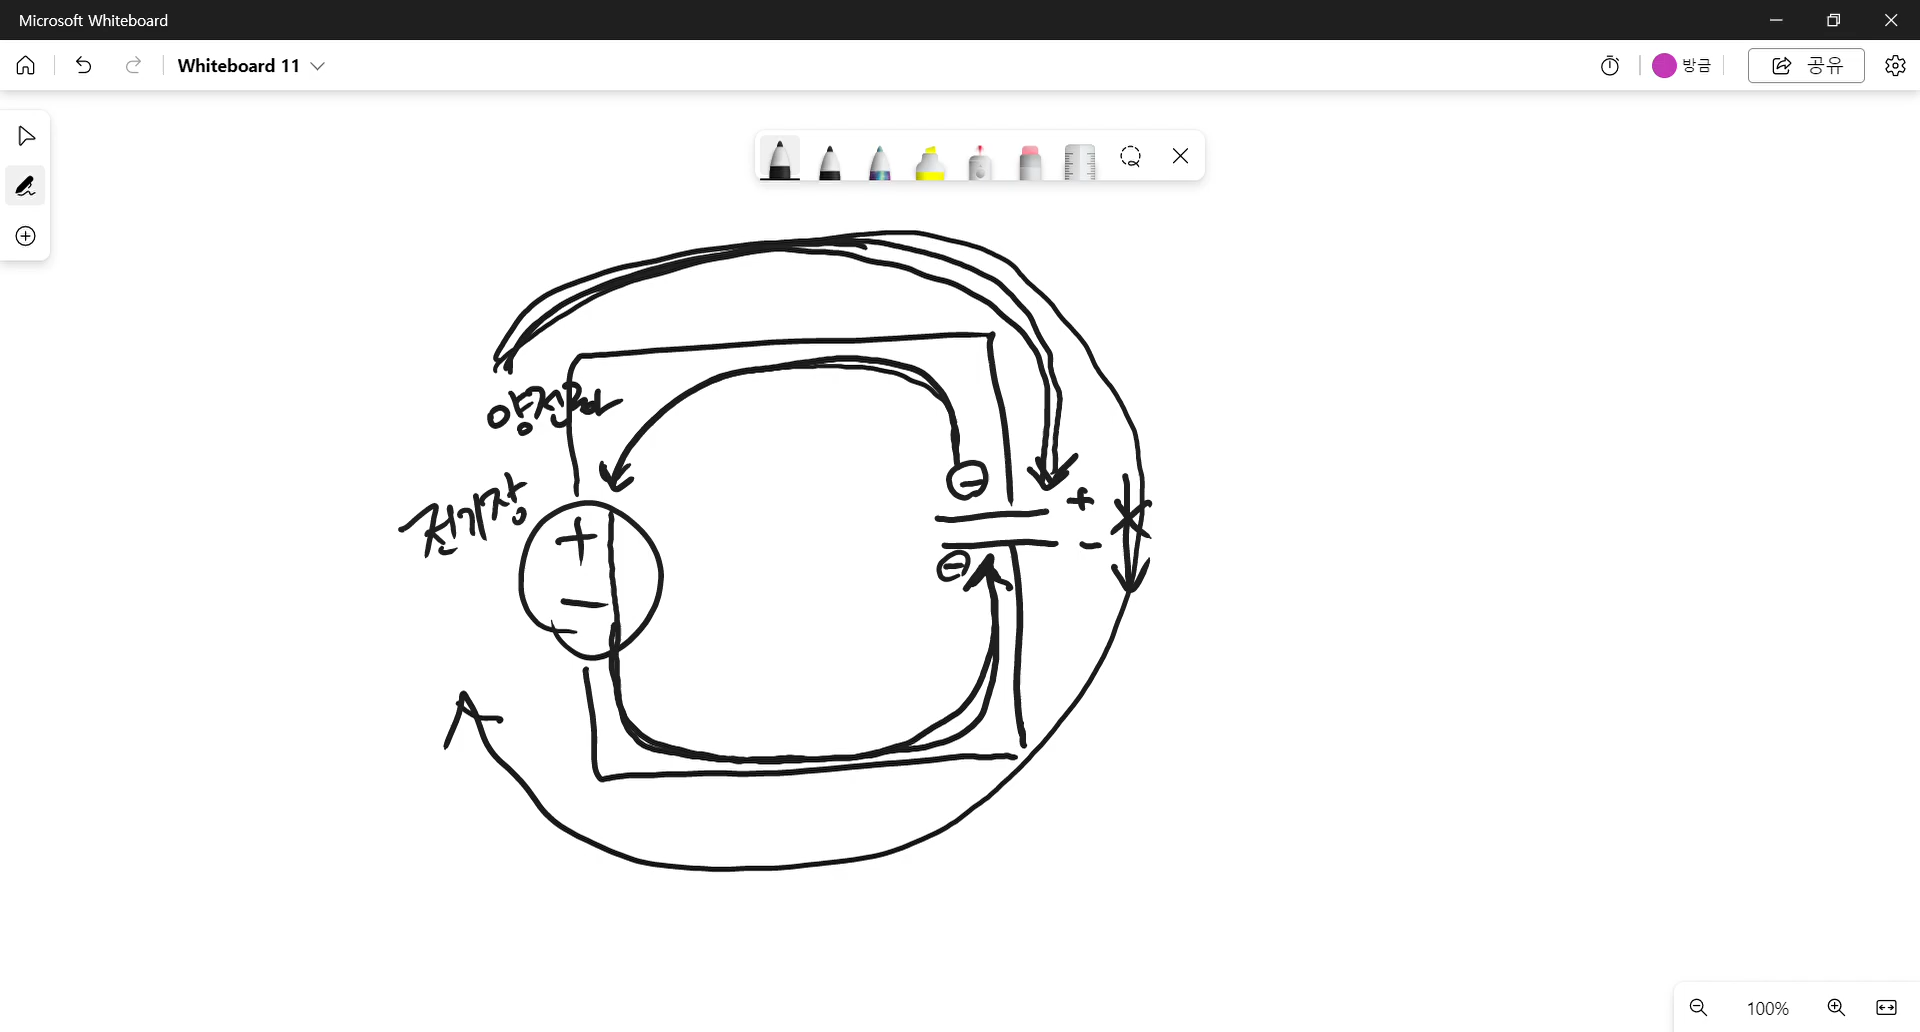 Microsoft Whiteboard
Whiteboard 11
방금
공유
양전하
전기장
+
−
⊖
+
⊖
−
100%